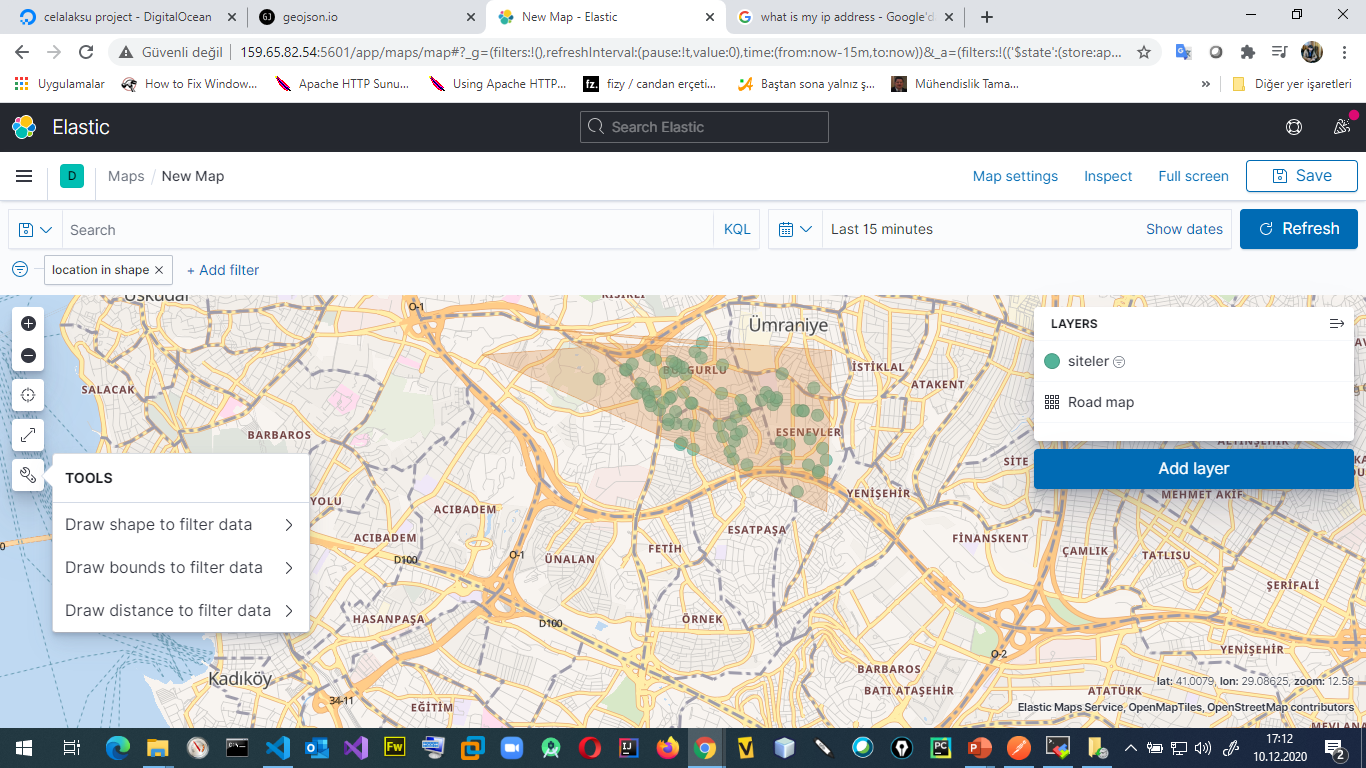 celalaksu project - DigitalOcean
geojson.io
New Map - Elastic
what is my ip address - Google'd
Güvenli değil
159.65.82.54:5601/app/maps/map#?_g=(filters:!(),refreshInterval:(pause:!t,value:0),time:(from:now-15m,to:now))&_a=(filters:!(('$state':(store:ap...
Uygulamalar
How to Fix Window...
Apache HTTP Sunu...
Using Apache HTTP...
fz.
fizy / candan erçeti...
Baştan sona yalnız ş...
Mühendislik Tama...
»
Diğer yer işaretleri
Elastic
Search Elastic
D
Maps / New Map
Map settings
Inspect
Full screen
Save
Search
KQL
Last 15 minutes
Show dates
Refresh
location in shape
+ Add filter
LAYERS
siteler
Road map
Add layer
TOOLS
Draw shape to filter data
Draw bounds to filter data
Draw distance to filter data
Üsküdar
KISIKLI
O-1
Ümraniye
SALACAK
BULGURLU
İSTİKLAL
ATAKENT
BARBAROS
ESENEVLER
ALTINŞEHİR
SİTE
YENİŞEHİR
MEHMET AKİF
YOLU
ACIBADEM
ESATPAŞA
ACIBADEM
FİNANSKENT
D100
O-1
ÜNALAN
FETİH
ÇAMLIK
TATLISU
ŞERİFALİ
HASANPAŞA
D100
ÖRNEK
O-2
YENİŞEHİR
Kadıköy
BARBAROS
34-11
EĞİTİM
BATI ATAŞEHİR
ATATÜRK
lat: 41.0079, lon: 29.08625, zoom: 12.58
Elastic Maps Service, OpenMapTiles, OpenStreetMap contributors
MEVLANA
Fw
IJ
PC
17:12
10.12.2020
2